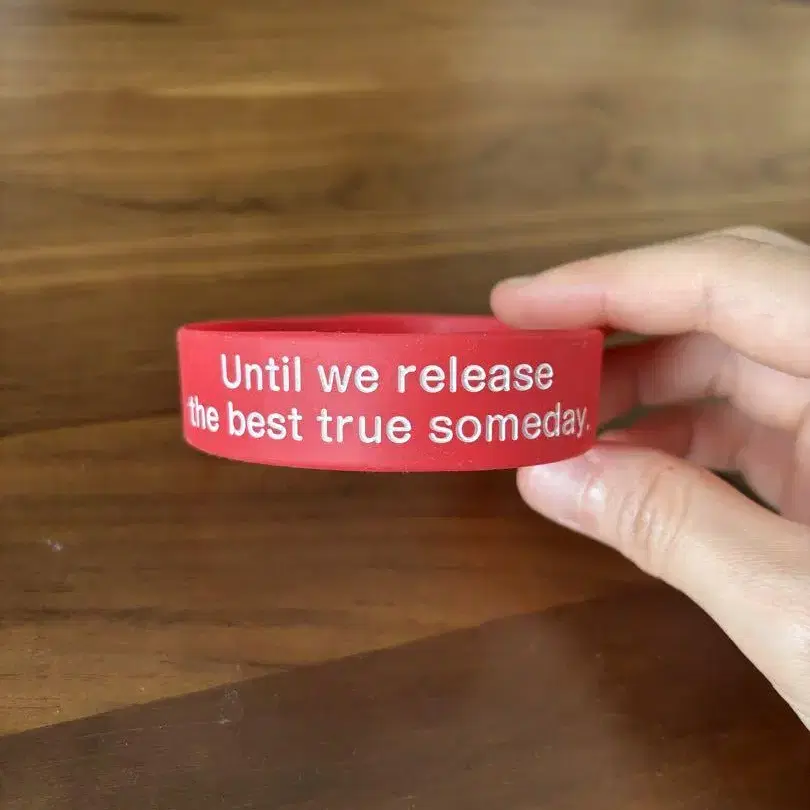 Until we release
the best true someday.